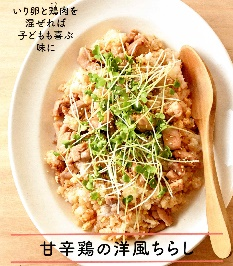 いり卵と鶏肉を
混ぜれば
子どもも喜ぶ
味に
甘辛鶏の洋風ちらし